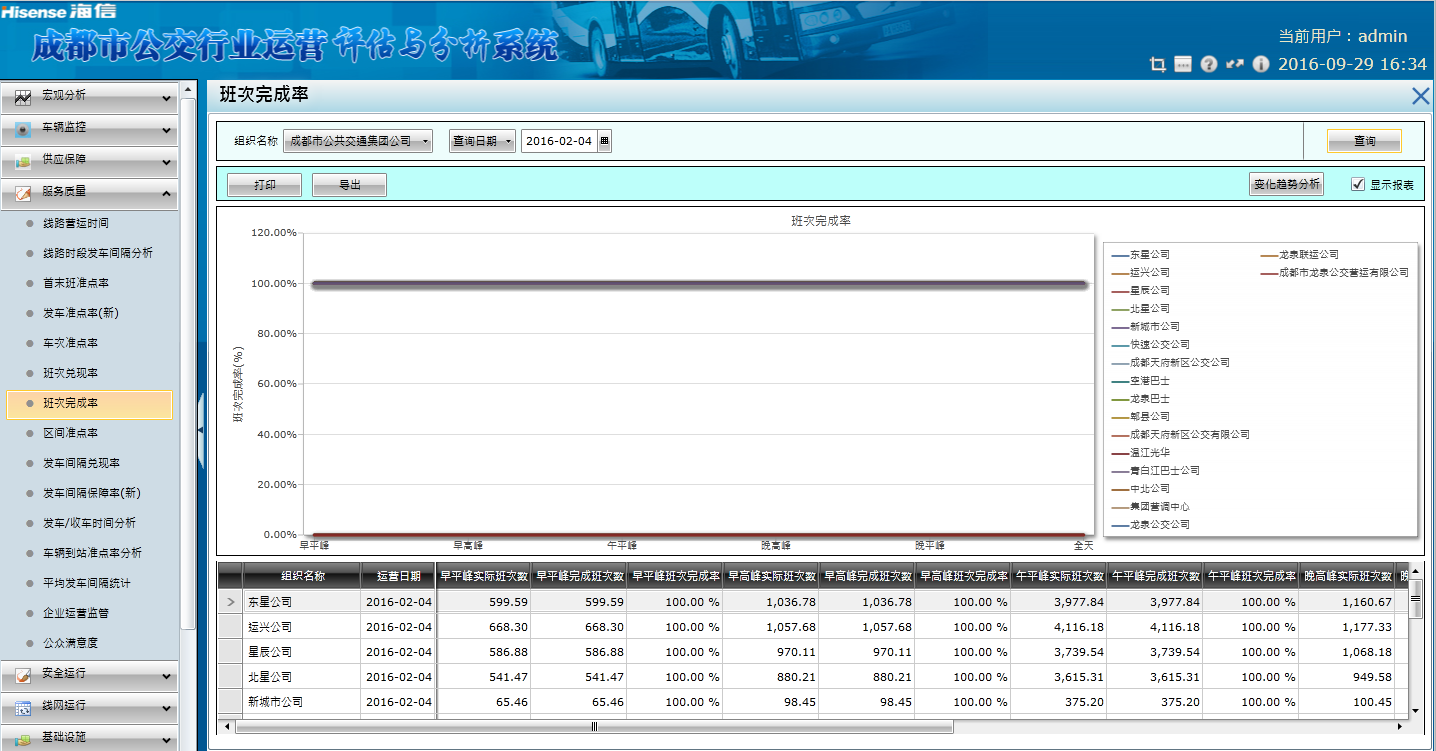 Hisense 海信
成都市公交行业运营评估与分析系统
当前用户：admin
2016-09-29 16:34
宏观分析
车辆监控
供应保障
服务质量
线路营运时间
线路时段发车间隔分析
首末班准点率
发车准点率(新)
车次准点率
班次兑现率
班次完成率
区间准点率
发车间隔兑现率
发车间隔保障率(新)
发车/收车时间分析
车辆到站准点率分析
平均发车间隔统计
企业运营监管
公众满意度
安全运行
线网运行
基础设施
班次完成率
组织名称 成都市公共交通集团公司 查询日期 2016-02-04 查询
打印 导出 变化趋势分析 显示报表
班次完成率
120.00%
100.00%
80.00%
60.00%
40.00%
20.00%
0.00%
班次完成率(%)
早平峰 早高峰 午平峰 晚高峰 晚平峰 全天
东星公司 龙泉联运公司
运兴公司 成都市龙泉公交营运有限公司
星辰公司
北星公司
新城市公司
快速公交公司
成都天府新区公交公司
空港巴士
龙泉巴士
郫县公司
成都天府新区公交有限公司
温江光华
青白江巴士公司
中北公司
集团营调中心
龙泉公交公司
组织名称 运营日期 早平峰实际班次数 早平峰完成班次数 早平峰班次完成率 早高峰实际班次数 早高峰完成班次数 早高峰班次完成率 午平峰实际班次数 午平峰完成班次数 午平峰班次完成率 晚高峰实际班次数
东星公司 2016-02-04 599.59 599.59 100.00 % 1,036.78 1,036.78 100.00 % 3,977.84 3,977.84 100.00 % 1,160.67
运兴公司 2016-02-04 668.30 668.30 100.00 % 1,057.68 1,057.68 100.00 % 4,116.18 4,116.18 100.00 % 1,177.33
星辰公司 2016-02-04 586.88 586.88 100.00 % 970.11 970.11 100.00 % 3,739.54 3,739.54 100.00 % 1,068.18
北星公司 2016-02-04 541.47 541.47 100.00 % 880.21 880.21 100.00 % 3,615.31 3,615.31 100.00 % 949.58
新城市公司 2016-02-04 65.46 65.46 100.00 % 98.45 98.45 100.00 % 375.20 375.20 100.00 % 100.45